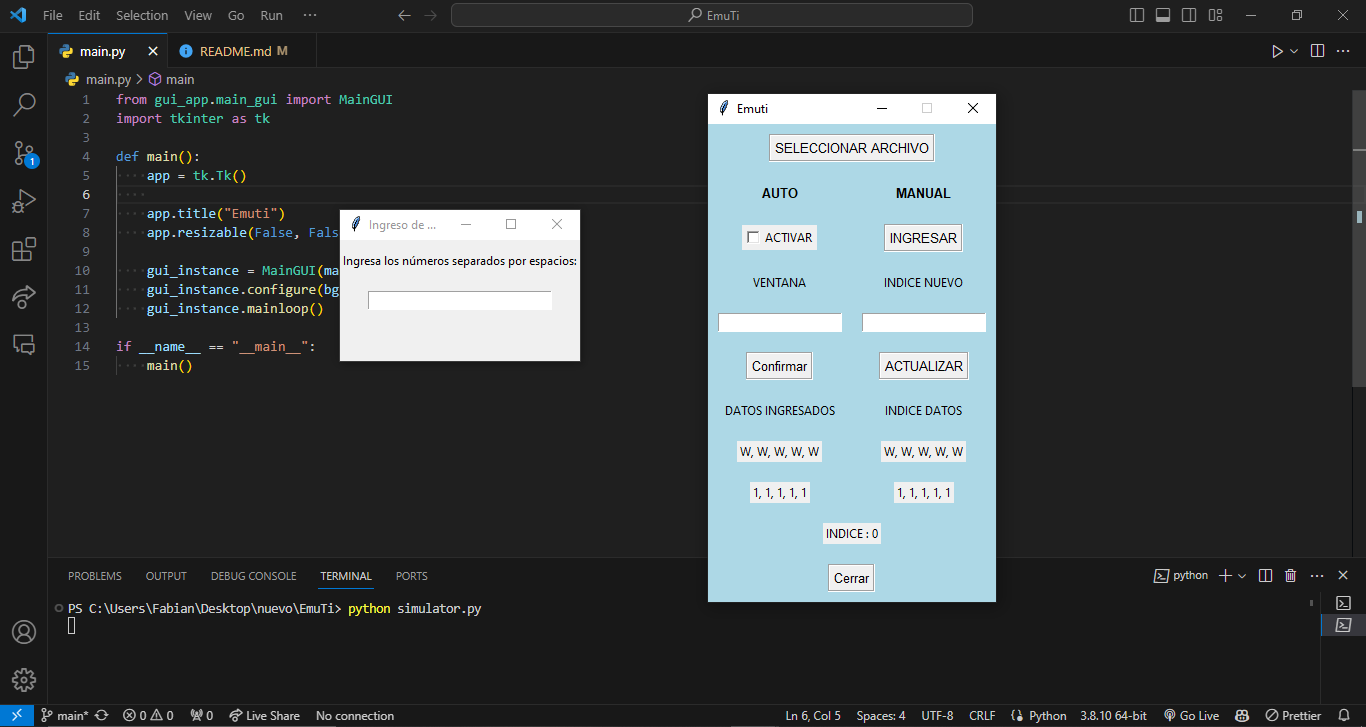 File Edit Selection View Go Run ··· EmuTi
main.py README.md M
main.py > main
1 from gui_app.main_gui import MainGUI
2 import tkinter as tk
3
4 def main():
5 app = tk.Tk()
6
7 app.title("Emuti")
8 app.resizable(False, Fals
9
10 gui_instance = MainGUI(ma
11 gui_instance.configure(bg
12 gui_instance.mainloop()
13
14 if __name__ == "__main__":
15 main()
Ingreso de ...
Ingresa los números separados por espacios:
Emuti
SELECCIONAR ARCHIVO
AUTO MANUAL
ACTIVAR INGRESAR
VENTANA INDICE NUEVO
Confirmar ACTUALIZAR
DATOS INGRESADOS INDICE DATOS
W, W, W, W, W W, W, W, W, W
1, 1, 1, 1, 1 1, 1, 1, 1, 1
INDICE : 0
Cerrar
PROBLEMS OUTPUT DEBUG CONSOLE TERMINAL PORTS python
PS C:\Users\Fabian\Desktop\nuevo\EmuTi> python simulator.py
1
main* 0 0 0 Live Share No connection Ln 6, Col 5 Spaces: 4 UTF-8 CRLF Python 3.8.10 64-bit Go Live Prettier